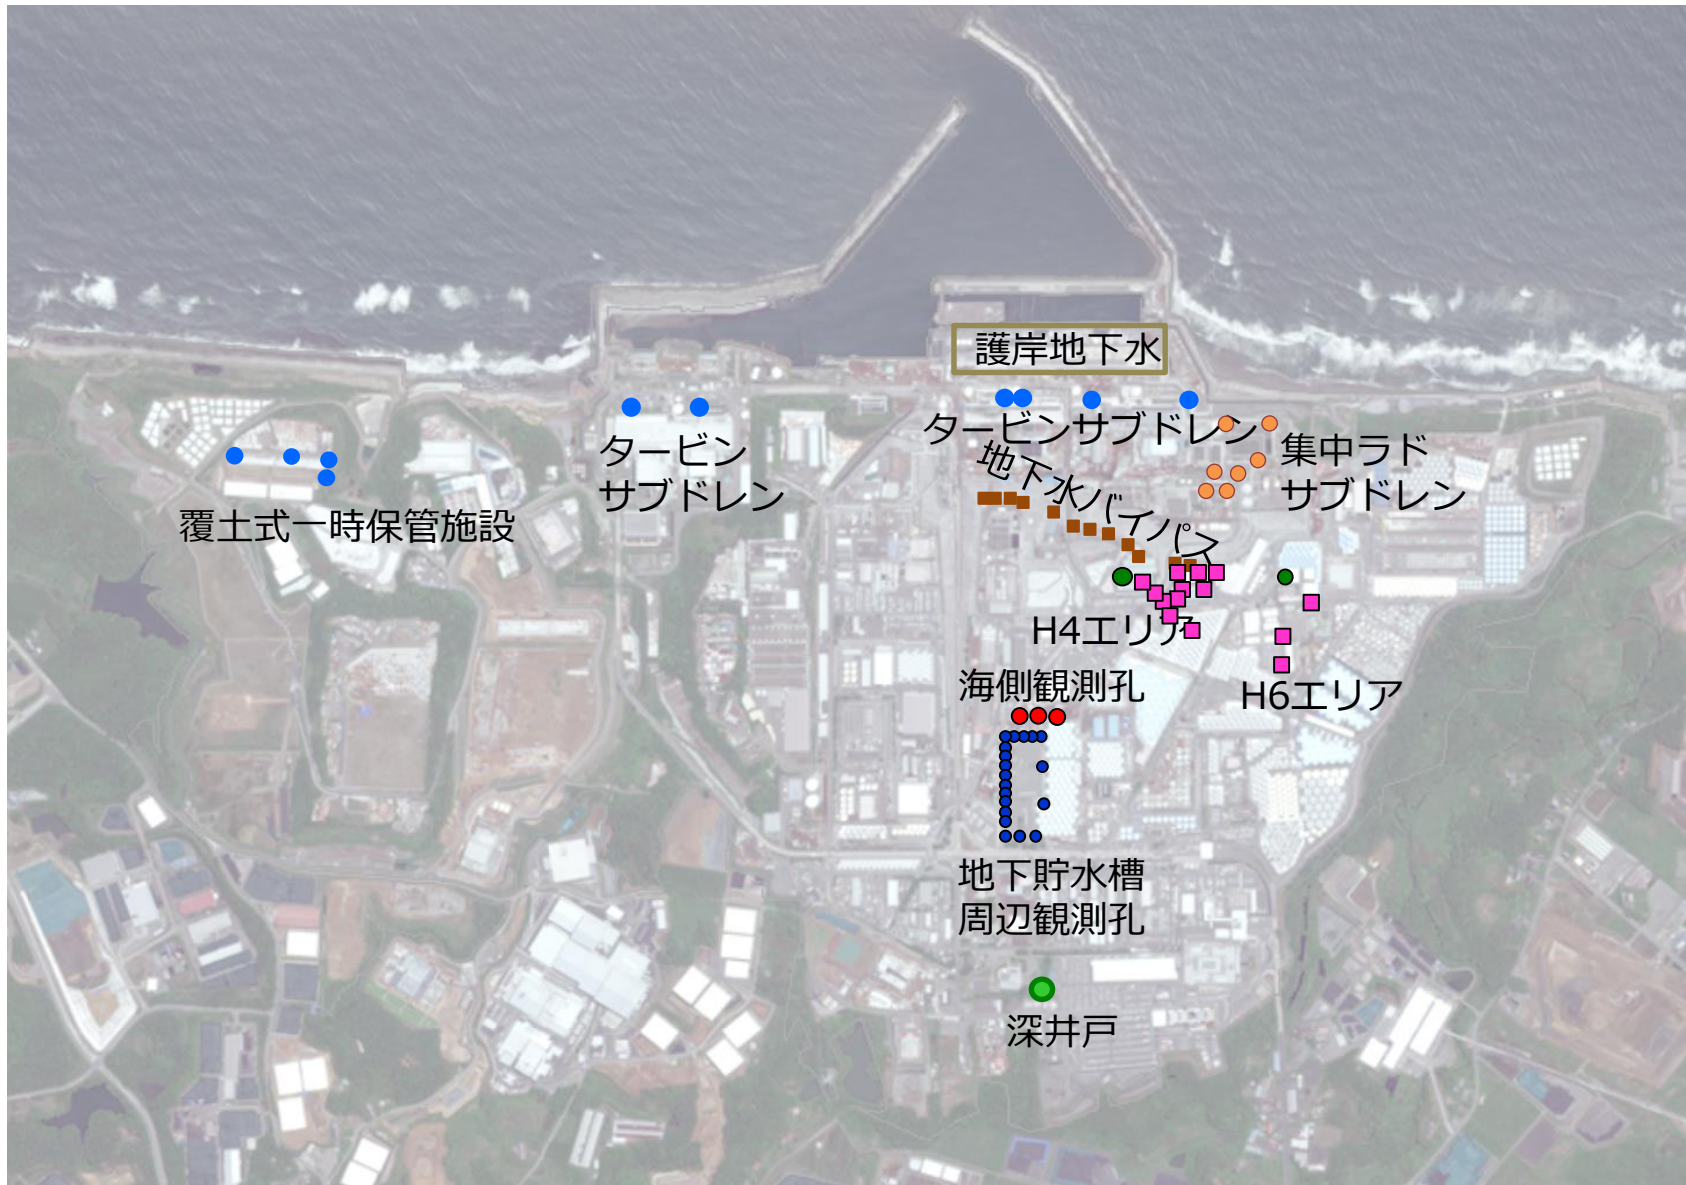 護岸地下水
タービンサブドレン
タービン
サブドレン
集中ラド
サブドレン
地下水バイパス
覆土式一時保管施設
H4エリア
海側観測孔
H6エリア
地下貯水槽
周辺観測孔
深井戸